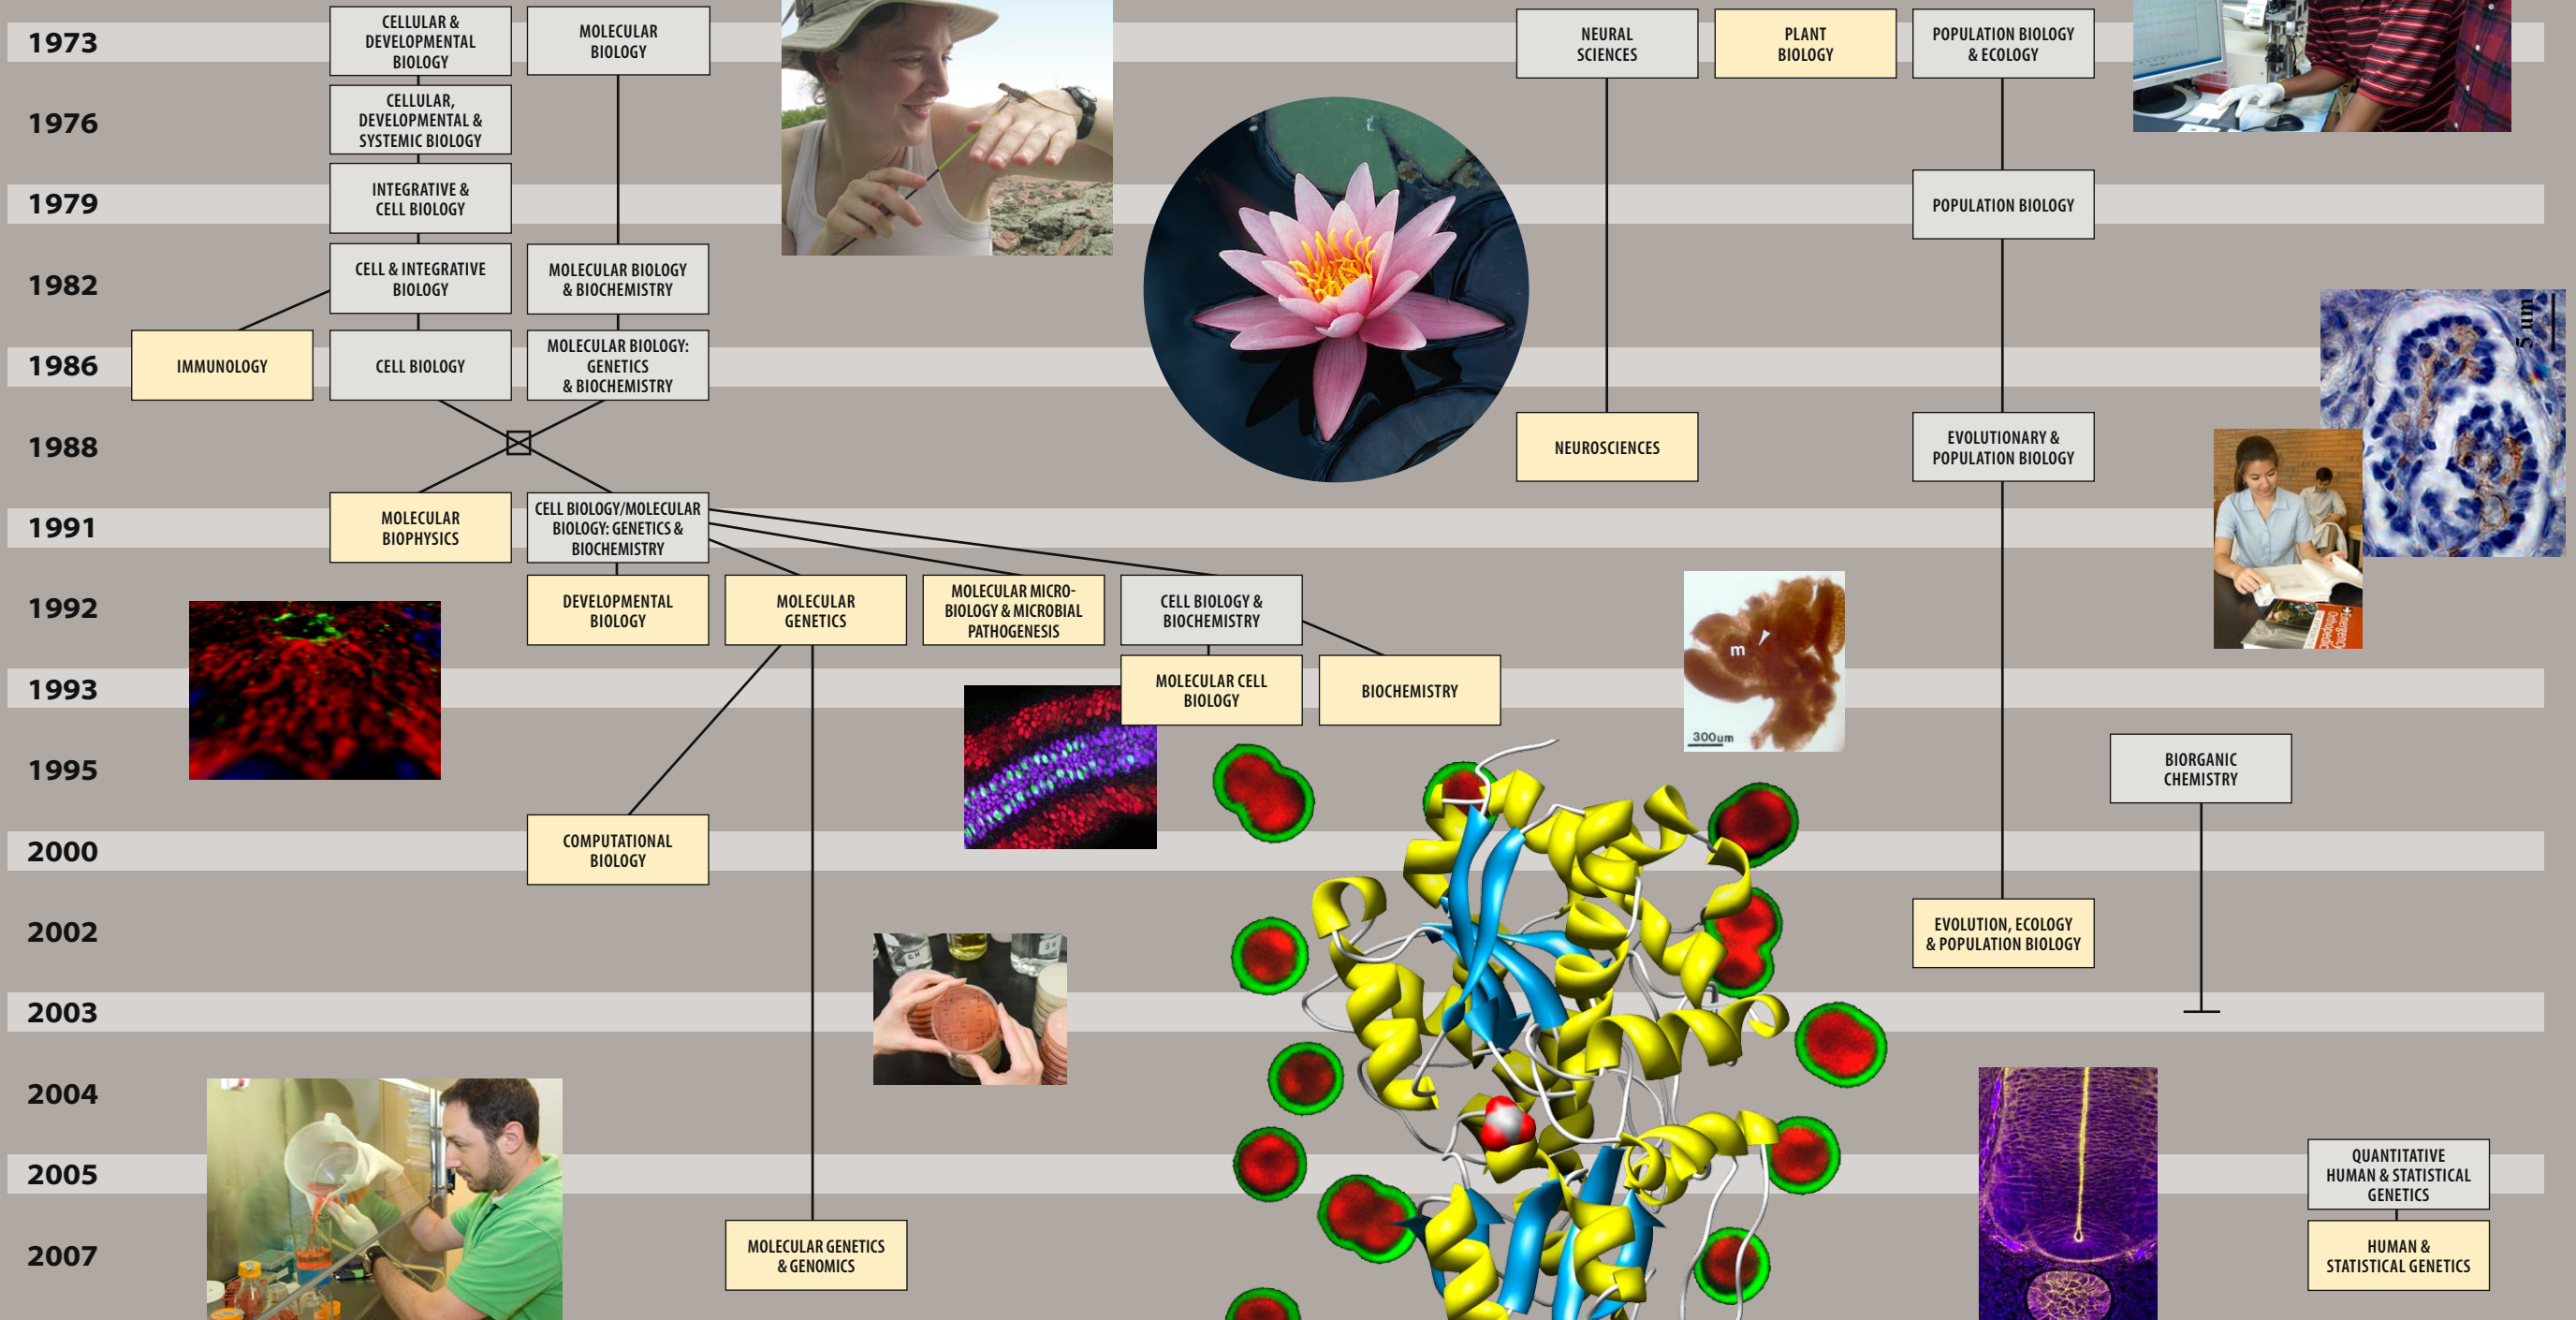 1973
CELLULAR &
DEVELOPMENTAL
BIOLOGY
MOLECULAR
BIOLOGY
NEURAL
SCIENCES
PLANT
BIOLOGY
POPULATION BIOLOGY
& ECOLOGY
1976
CELLULAR,
DEVELOPMENTAL &
SYSTEMIC BIOLOGY
1979
INTEGRATIVE &
CELL BIOLOGY
POPULATION BIOLOGY
1982
CELL & INTEGRATIVE
BIOLOGY
MOLECULAR BIOLOGY
& BIOCHEMISTRY
5 um
1986
IMMUNOLOGY
CELL BIOLOGY
MOLECULAR BIOLOGY:
GENETICS
& BIOCHEMISTRY
1988
NEUROSCIENCES
EVOLUTIONARY &
POPULATION BIOLOGY
1991
MOLECULAR
BIOPHYSICS
CELL BIOLOGY/MOLECULAR
BIOLOGY: GENETICS &
BIOCHEMISTRY
1992
DEVELOPMENTAL
BIOLOGY
MOLECULAR
GENETICS
MOLECULAR MICRO-
BIOLOGY & MICROBIAL
PATHOGENESIS
CELL BIOLOGY &
BIOCHEMISTRY
m
300um
1993
MOLECULAR CELL
BIOLOGY
BIOCHEMISTRY
1995
BIORGANIC
CHEMISTRY
2000
COMPUTATIONAL
BIOLOGY
2002
EVOLUTION, ECOLOGY
& POPULATION BIOLOGY
2003
2004
2005
QUANTITATIVE
HUMAN & STATISTICAL
GENETICS
2007
MOLECULAR GENETICS
& GENOMICS
HUMAN &
STATISTICAL GENETICS